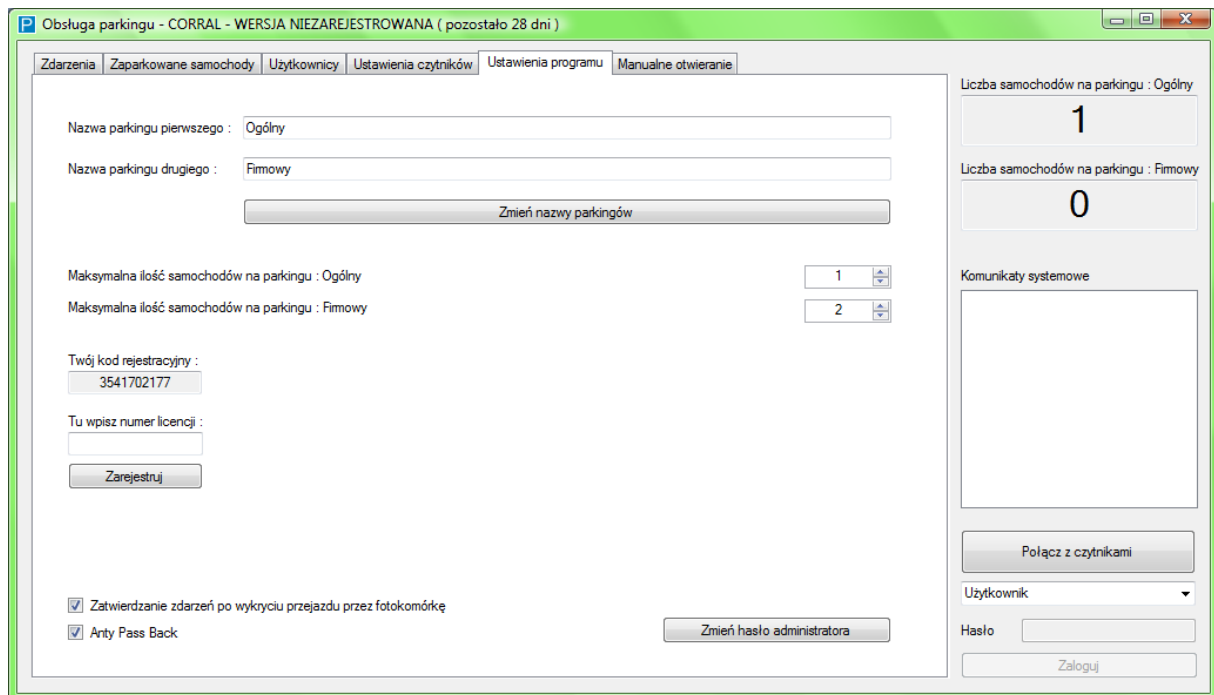 Obsługa parkingu - CORRAL - WERSJA NIEZAREJESTROWANA ( pozostało 28 dni )
Zdarzenia Zaparkowane samochody Użytkownicy Ustawienia czytników Ustawienia programu Manualne otwieranie
Nazwa parkingu pierwszego : Ogólny
Nazwa parkingu drugiego : Firmowy
Zmień nazwy parkingów
Maksymalna ilość samochodów na parkingu : Ogólny 1
Maksymalna ilość samochodów na parkingu : Firmowy 2
Twój kod rejestracyjny :
3541702177
Tu wpisz numer licencji :
Zarejestruj
Zatwierdzanie zdarzeń po wykryciu przejazdu przez fotokomórkę
Anty Pass Back
Zmień hasło administratora
Liczba samochodów na parkingu : Ogólny
1
Liczba samochodów na parkingu : Firmowy
0
Komunikaty systemowe
Połącz z czytnikami
Użytkownik
Hasło
Zaloguj